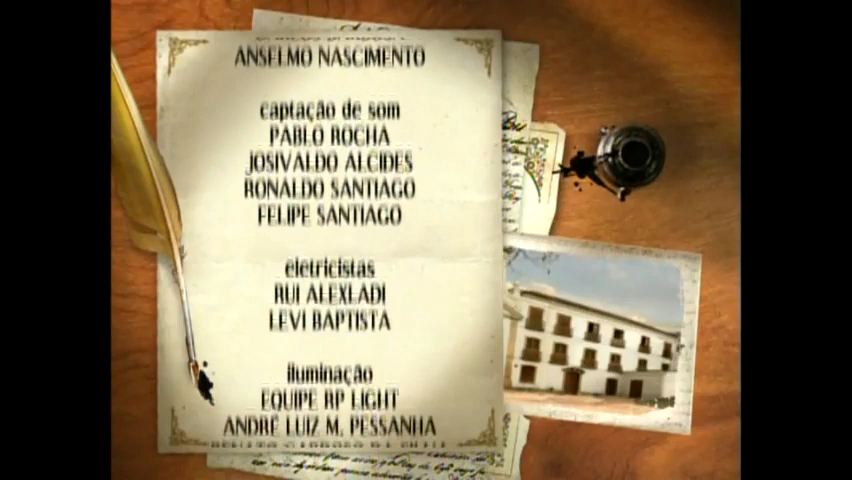 ANSELMO NASCIMENTO
captação de som
PABLO ROCHA
JOSIVALDO ALCIDES
RONALDO SANTIAGO
FELIPE SANTIAGO
eletricistas
RUI ALEXLADI
LEVI BAPTISTA
iluminação
EQUIPE RP LIGHT
ANDRÉ LUIZ M. PESSANHA